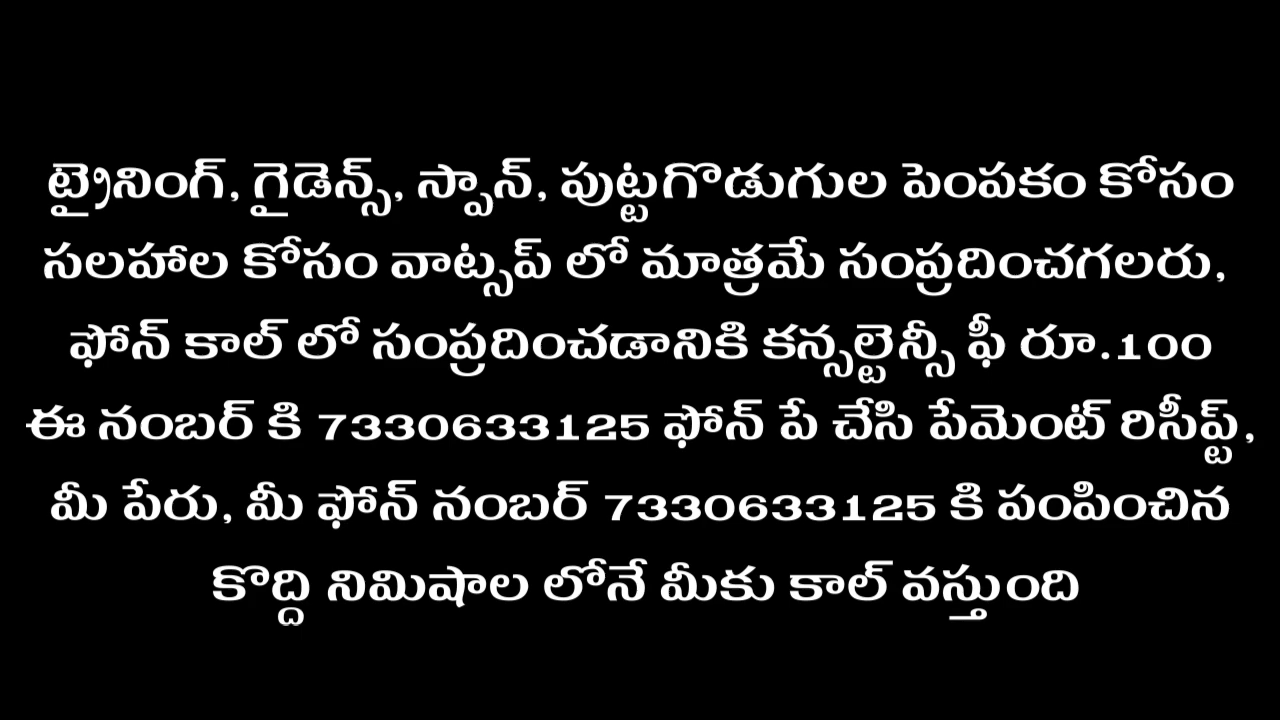 ట్రైనింగ్, గైడెన్స్, స్పాన్, పుట్టగొడుగుల పెంపకం కోసం
సలహాల కోసం వాట్సప్ లో మాత్రమే సంప్రదించగలరు,
ఫోన్ కాల్ లో సంప్రదించడానికి కన్సల్టెన్సీ ఫీ రూ.100
ఈ నంబర్ కి 7330633125 ఫోన్ పే చేసి పేమెంట్ రిసీప్ట్,
మీ పేరు, మీ ఫోన్ నంబర్ 7330633125 కి పంపించిన
కొద్ది నిమిషాల లోనే మీకు కాల్ వస్తుంది